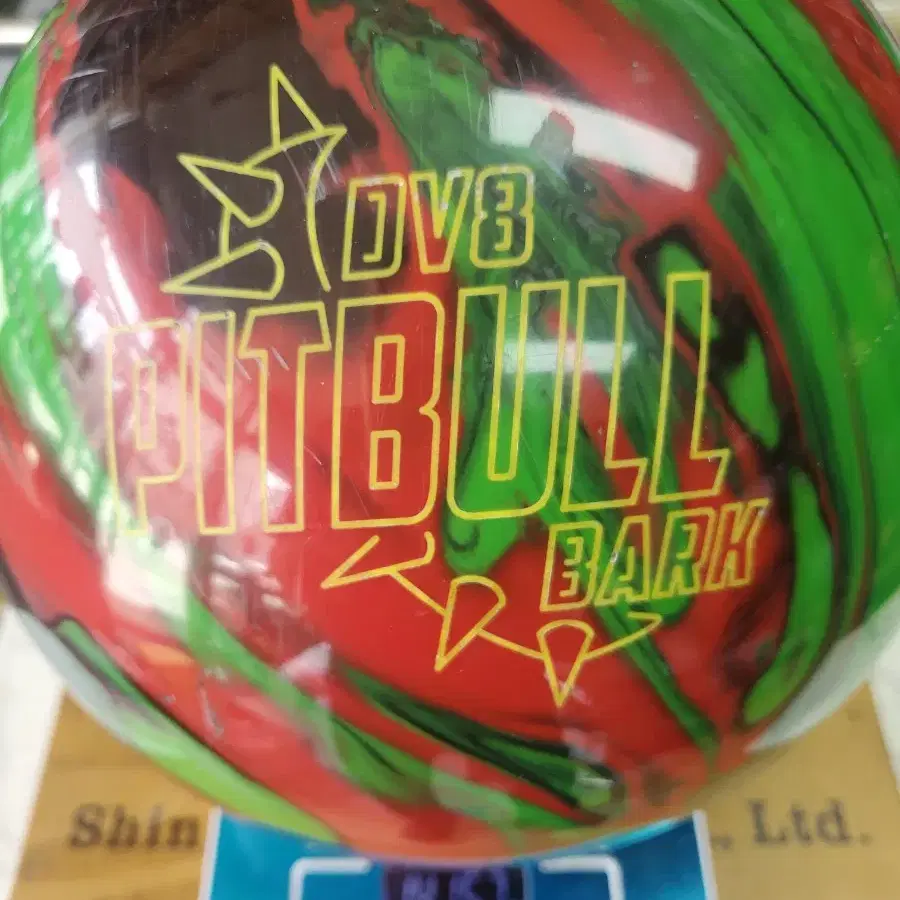 DV8
PITBULL
BARK
Shin
, Ltd.